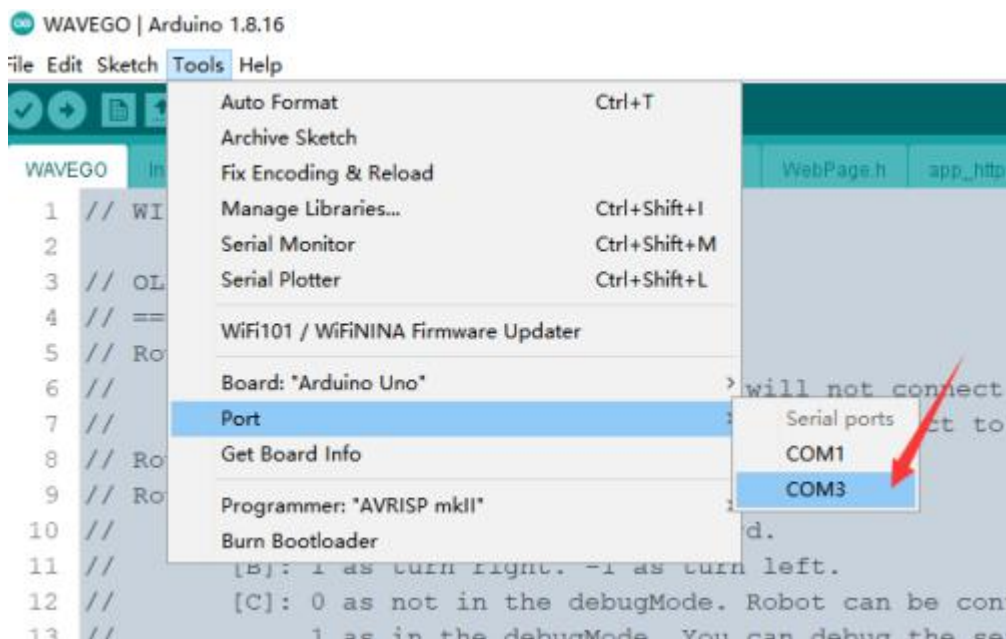 WAVEGO | Arduino 1.8.16
File Edit Sketch Tools Help
Auto Format Ctrl+T
Archive Sketch
WAVEGO In WebPage.h app_http
Fix Encoding & Reload
1 // WI
Manage Libraries... Ctrl+Shift+I
2
Serial Monitor Ctrl+Shift+M
3 // OL
Serial Plotter Ctrl+Shift+L
4 // ==
WiFi101 / WiFiNINA Firmware Updater
5 // Ro
Board: "Arduino Uno"
6 // will not connect
Port
7 // ct to
Serial ports
Get Board Info
8 // Ro
COM1
9 // Ro
COM3
Programmer: "AVRISP mkII"
10 // d.
Burn Bootloader
11 // [B]: 1 as turn right. -1 as turn left.
12 // [C]: 0 as not in the debugMode. Robot can be con
13 // 1 as in the debugMode. You can debug the se